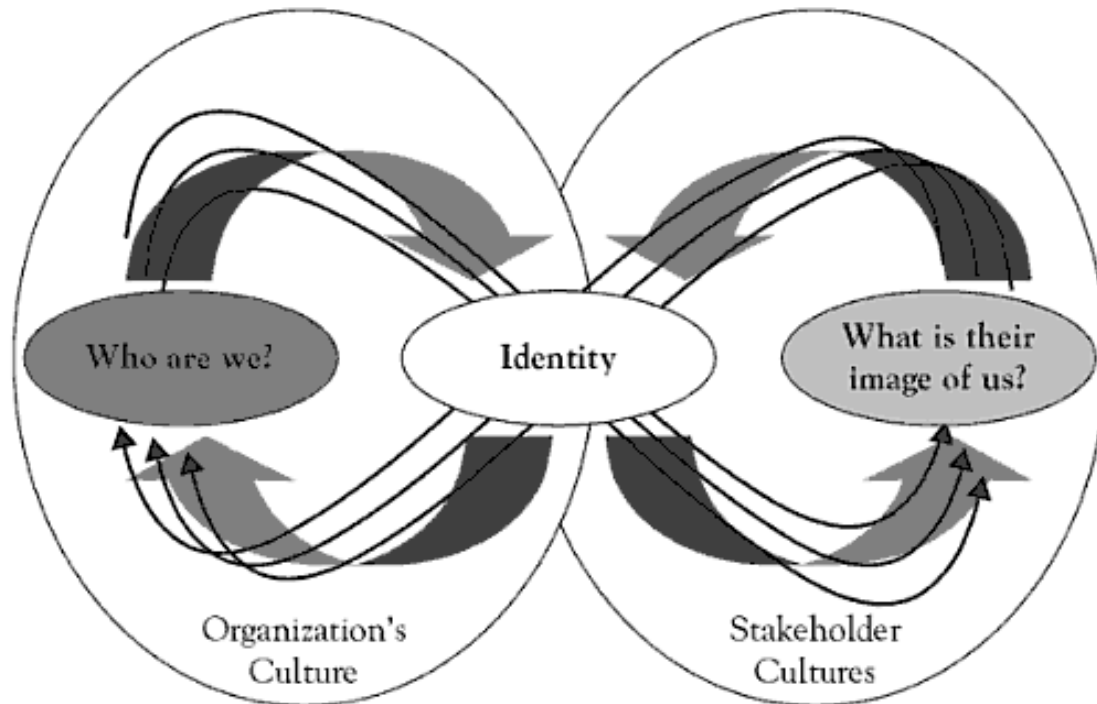 Who are we?
Identity
What is their
image of us?
Organization's
Culture
Stakeholder
Cultures